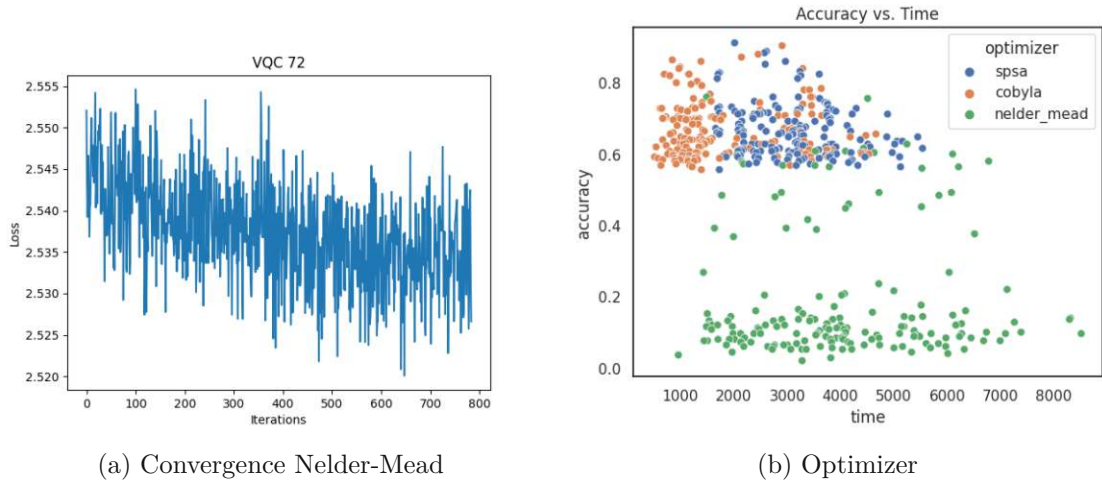 VQC 72
2.555
2.550
2.545
2.540
2.535
2.530
2.525
2.520
Loss
0 100 200 300 400 500 600 700 800
Iterations
(a) Convergence Nelder-Mead
Accuracy vs. Time
optimizer
spsa
cobyla
nelder_mead
0.8
0.6
0.4
0.2
0.0
accuracy
1000 2000 3000 4000 5000 6000 7000 8000
time
(b) Optimizer